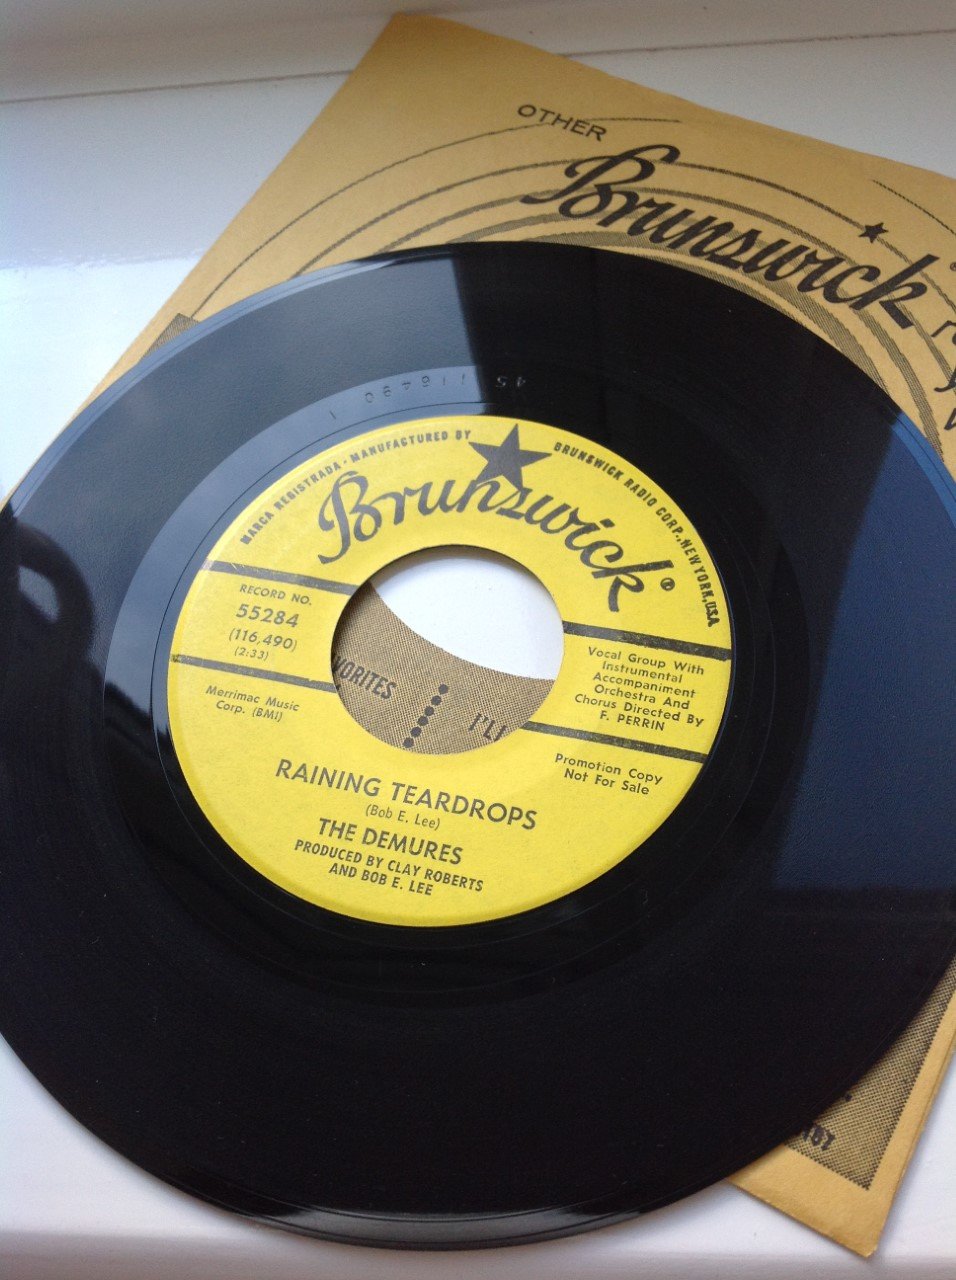 OTHER
Brunswick
45 116490 1
MARCA REGISTRADA · MANUFACTURED BY BRUNSWICK RADIO CORP., NEW YORK, USA
Brunswick®
RECORD NO.
55284
(116,490)
(2:33)
Merrimac Music
Corp. (BMI)
Vocal Group With
Instrumental
Accompaniment
Orchestra And
Chorus Directed By
F. PERRIN
Promotion Copy
Not For Sale
I'LL
RAINING TEARDROPS
(Bob E. Lee)
THE DEMURES
PRODUCED BY CLAY ROBERTS
AND BOB E. LEE